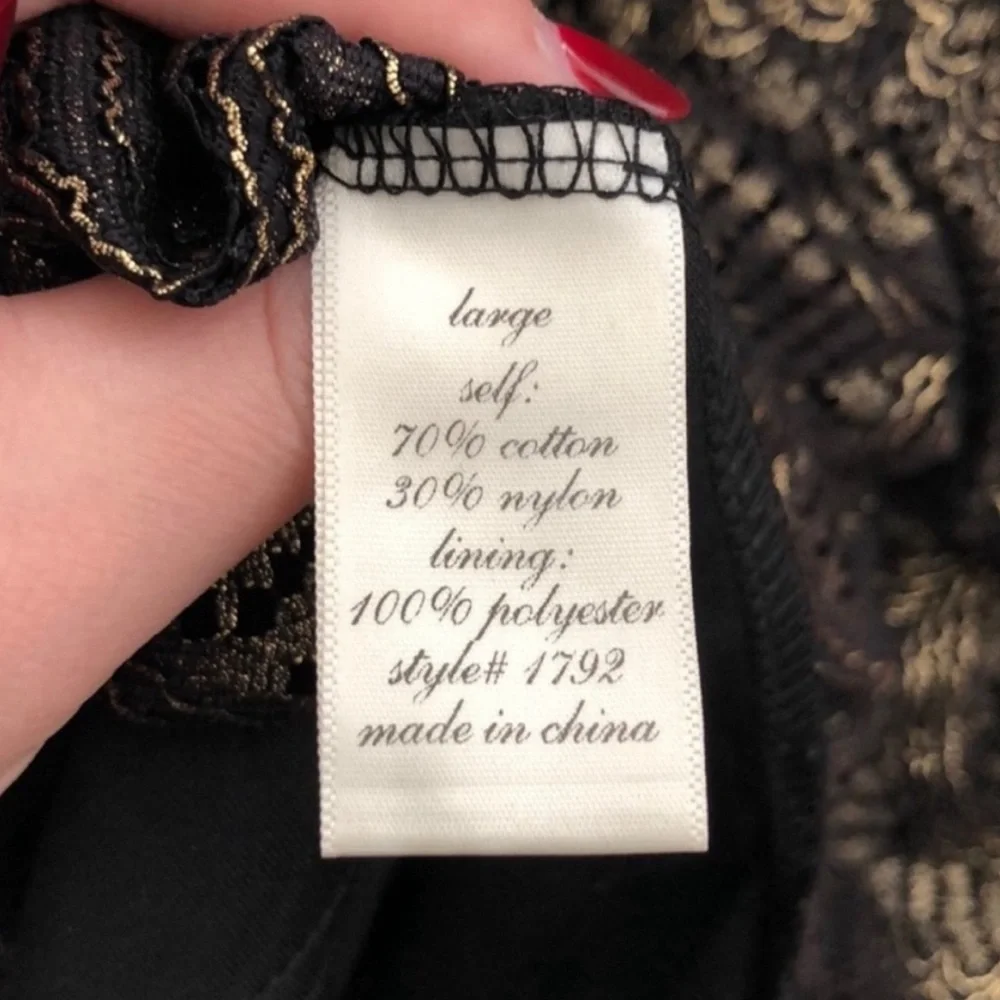 large
self:
70% cotton
30% nylon
lining:
100% polyester
style# 1792
made in china